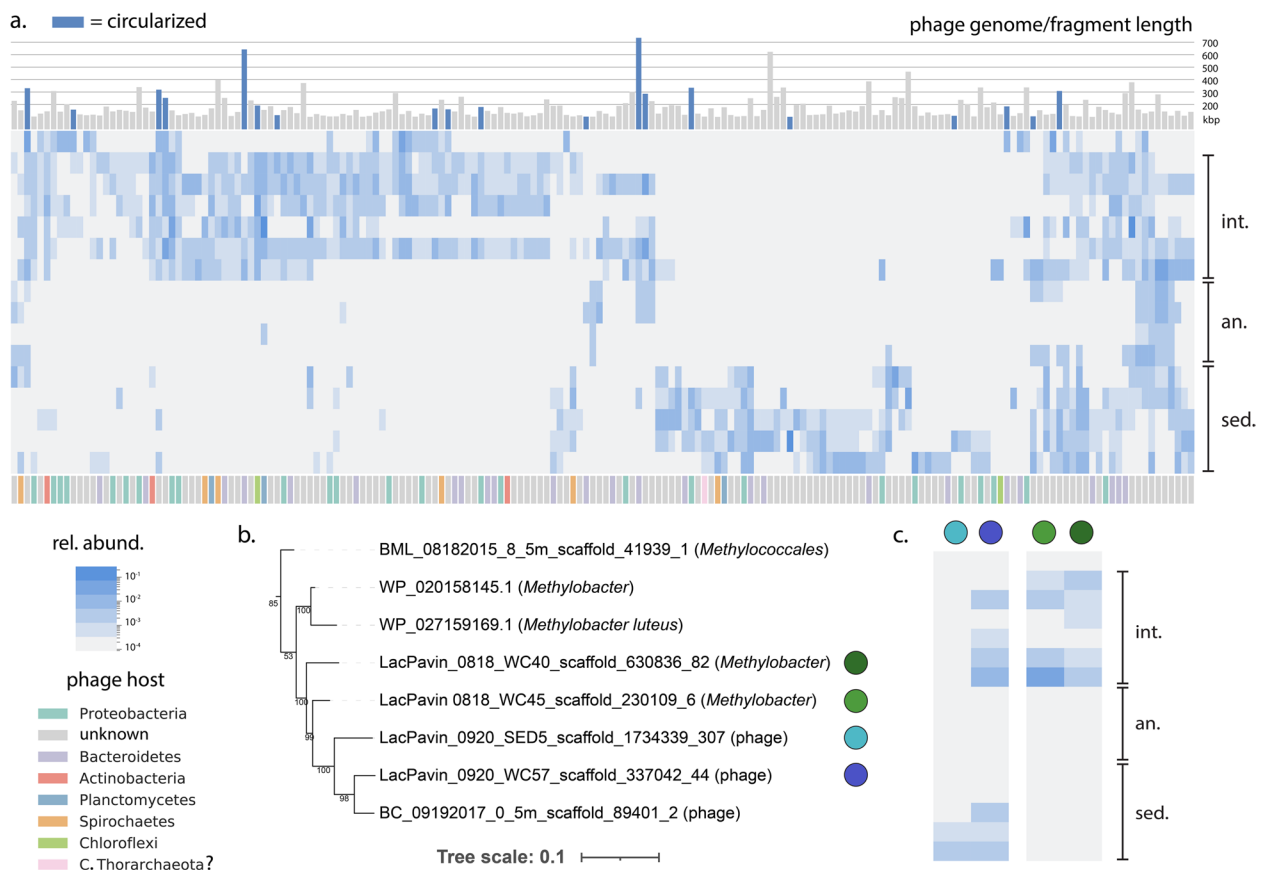 a.
= circularized
phage genome/fragment length
700
600
500
400
300
200
kbp
int.
an.
sed.
rel. abund.
10-1
10-2
10-3
10-4
phage host
Proteobacteria
unknown
Bacteroidetes
Actinobacteria
Planctomycetes
Spirochaetes
Chloroflexi
C. Thorarchaeota?
b.
BML_08182015_8_5m_scaffold_41939_1 (Methylococcales)
WP_020158145.1 (Methylobacter)
WP_027159169.1 (Methylobacter luteus)
LacPavin_0818_WC40_scaffold_630836_82 (Methylobacter)
LacPavin 0818_WC45_scaffold_230109_6 (Methylobacter)
LacPavin_0920_SED5_scaffold_1734339_307 (phage)
LacPavin_0920_WC57_scaffold_337042_44 (phage)
BC_09192017_0_5m_scaffold_89401_2 (phage)
85
100
53
100
99
100
98
Tree scale: 0.1
c.
int.
an.
sed.